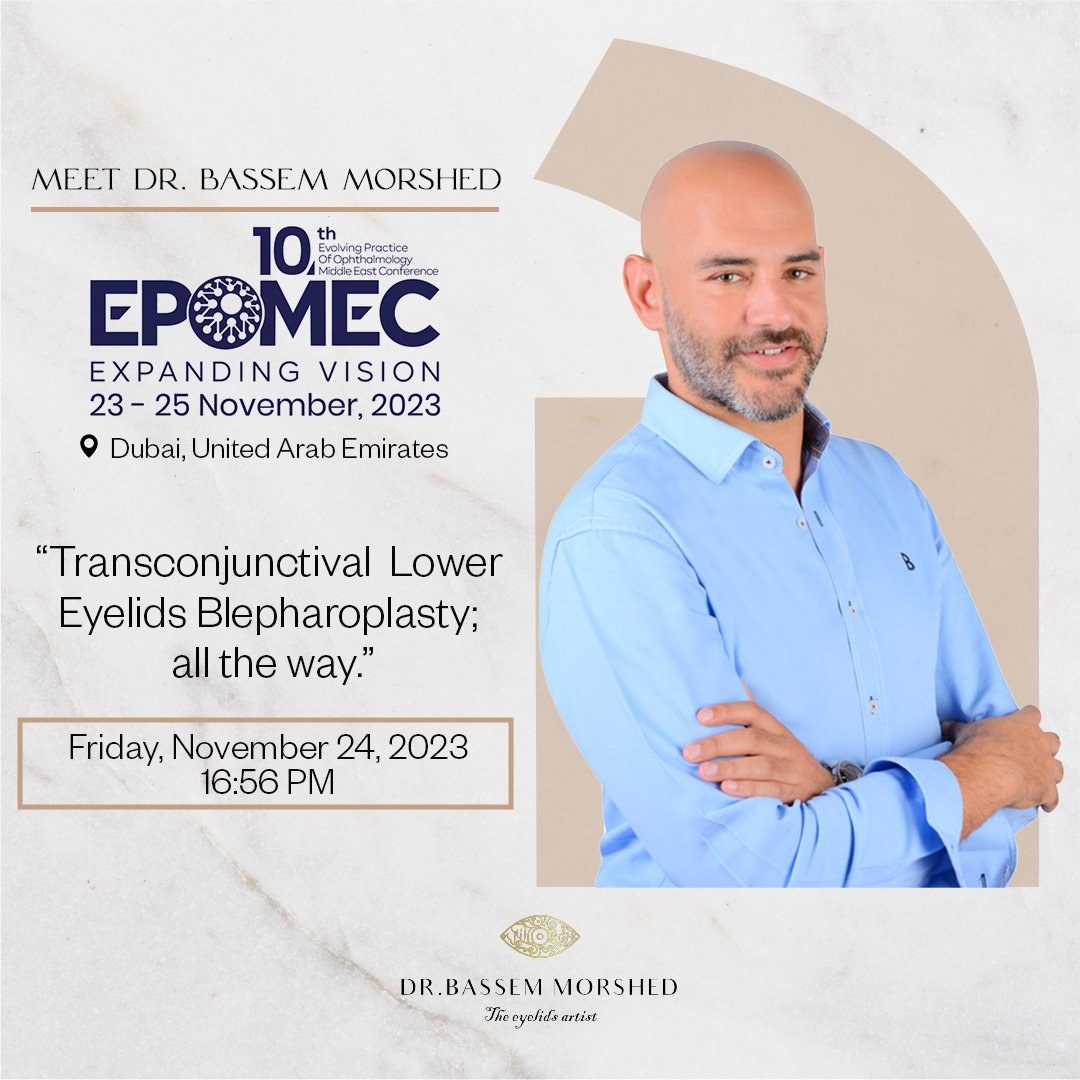 MEET DR. BASSEM MORSHED
10th
Evolving Practice
Of Ophthalmology
Middle East Conference
EPOMEC
EXPANDING VISION
23 - 25 November, 2023
Dubai, United Arab Emirates
“Transconjunctival Lower
Eyelids Blepharoplasty;
all the way.”
Friday, November 24, 2023
16:56 PM
B
DR.BASSEM MORSHED
The eyelids artist